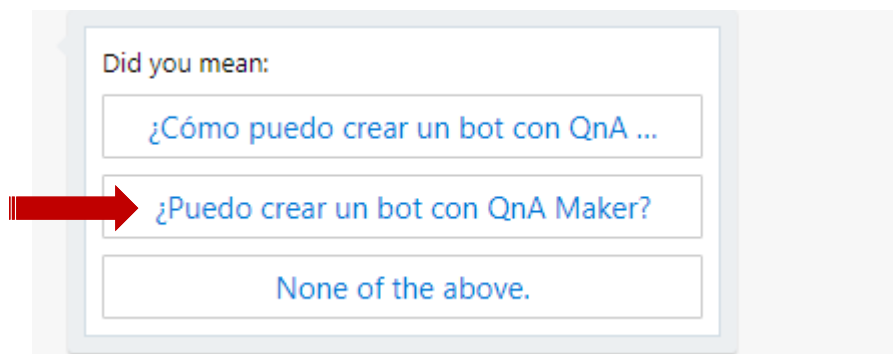 Did you mean:
¿Cómo puedo crear un bot con QnA ...
¿Puedo crear un bot con QnA Maker?
None of the above.